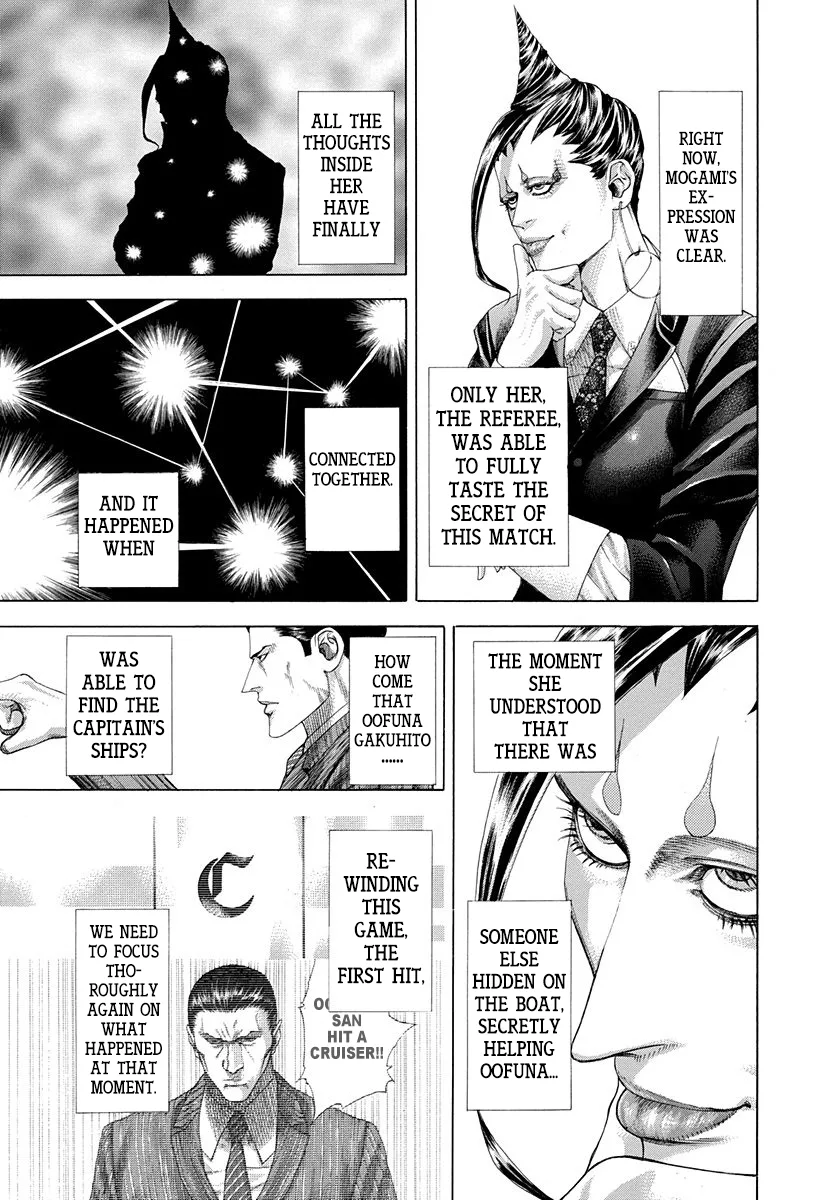 RIGHT
NOW,
MOGAMI'S
EX-
PRESSION
WAS
CLEAR.
ONLY HER,
THE REFEREE,
WAS ABLE
TO FULLY
TASTE THE
SECRET OF
THIS MATCH.
ALL THE
THOUGHTS
INSIDE
HER
HAVE
FINALLY
CONNECTED
TOGETHER.
AND IT
HAPPENED
WHEN
THE MOMENT
SHE
UNDERSTOOD
THAT
THERE WAS
SOMEONE
ELSE
HIDDEN ON
THE BOAT,
SECRETLY
HELPING
OOFUNA...
HOW
COME
THAT
OOFUNA
GAKUHITO
......
WAS
ABLE TO
FIND THE
CAPITAIN'S
SHIPS?
RE-
WINDING
THIS
GAME,
THE
FIRST HIT,
C
SAN
HIT A
CRUISER!!
WE NEED
TO FOCUS
THO-
ROUGHLY
AGAIN ON
WHAT
HAPPENED
AT THAT
MOMENT.